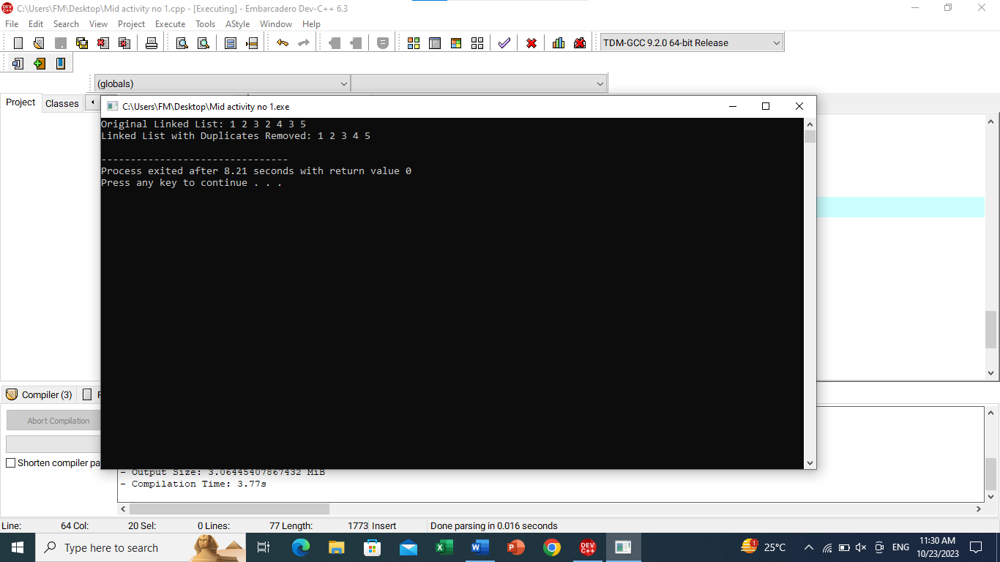 C:\Users\FM\Desktop\Mid activity no 1.cpp - [Executing] - Embarcadero Dev-C++ 6.3
File Edit Search View Project Execute Tools AStyle Window Help
TDM-GCC 9.2.0 64-bit Release
(globals)
Project Classes
C:\Users\FM\Desktop\Mid activity no 1.exe
Original Linked List: 1 2 3 2 4 3 5
Linked List with Duplicates Removed: 1 2 3 4 5
--------------------------------
Process exited after 8.21 seconds with return value 0
Press any key to continue . . .
Compiler (3)
Abort Compilation
Shorten compiler pa
- Output Size: 3.06445407867432 MiB
- Compilation Time: 3.77s
Line: 64 Col: 20 Sel: 0 Lines: 77 Length: 1773 Insert Done parsing in 0.016 seconds
Type here to search
DEV C++
1
25°C
ENG
11:30 AM
10/23/2023